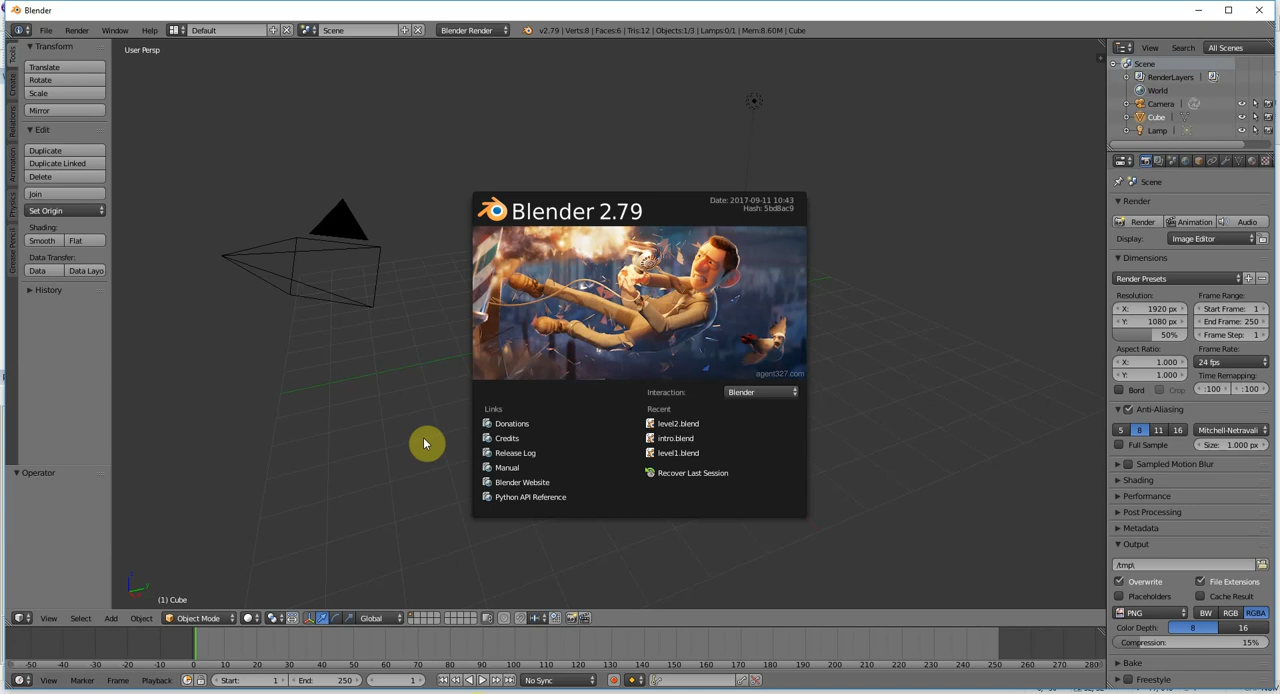 Blender
File Render Window Help Default Scene Blender Render v2.79 | Verts:8 | Faces:6 | Tris:12 | Objects:1/3 | Lamps:0/1 | Mem:8.60M | Cube
Tools
Create
Relations
Animation
Physics
Grease Pencil
Transform
Translate
Rotate
Scale
Mirror
Edit
Duplicate
Duplicate Linked
Delete
Join
Set Origin
Shading:
Smooth Flat
Data Transfer:
Data Data Layo
History
Operator
User Persp
Blender 2.79
Date: 2017-09-11 10:43
Hash: 5bd8ac9
agent327.com
Interaction: Blender
Links
Donations
Credits
Release Log
Manual
Blender Website
Python API Reference
Recent
level2.blend
intro.blend
level1.blend
Recover Last Session
z
y
(1) Cube
View Select Add Object Object Mode Global
-50 -40 -30 -20 -10 0 10 20 30 40 50 60 70 80 90 100 110 120 130 140 150 160 170 180 190 200 210 220 230 240 250 260 270 280
View Marker Frame Playback Start: 1 End: 250 1 No Sync
View Search All Scenes
Scene
RenderLayers
World
Camera
Cube
Lamp
Scene
Render
Render Animation Audio
Display: Image Editor
Dimensions
Render Presets
Resolution: Frame Range:
X: 1920 px Start Frame: 1
Y: 1080 px End Frame: 250
50% Frame Step: 1
Aspect Ratio: Frame Rate:
X: 1.000 24 fps
Y: 1.000 Time Remapping:
Bord Crop :100 :100
Anti-Aliasing
5 8 11 16 Mitchell-Netravali
Full Sample Size: 1.000 px
Sampled Motion Blur
Shading
Performance
Post Processing
Metadata
Output
/tmp\
Overwrite File Extensions
Placeholders Cache Result
PNG BW RGB RGBA
Color Depth: 8 16
Compression: 15%
Bake
Freestyle